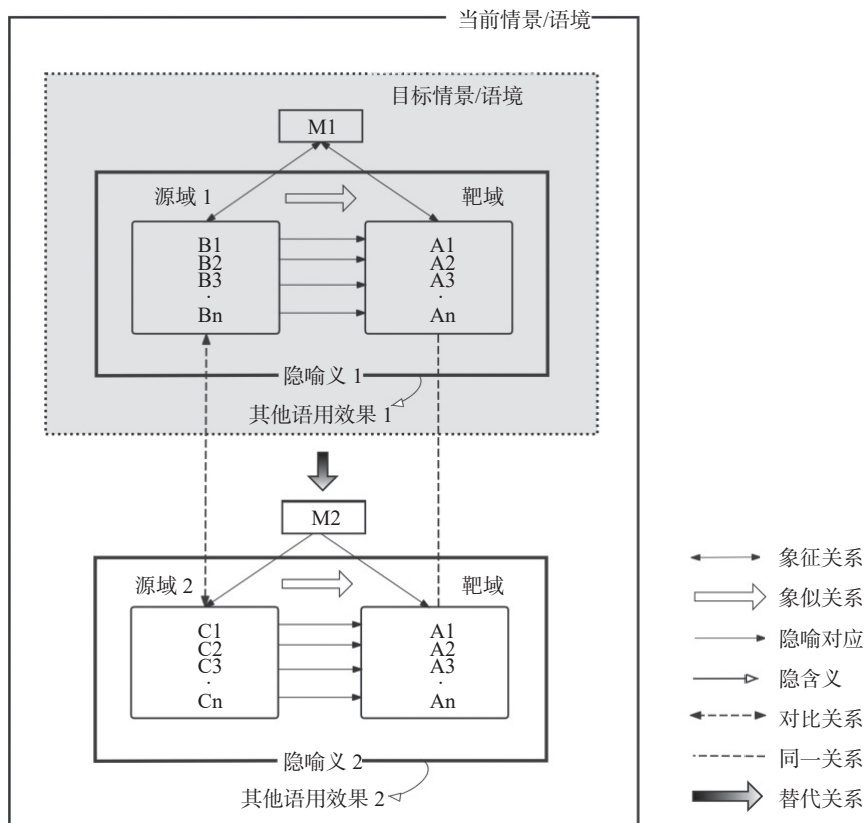 当前情景/语境
目标情景/语境
M1
源域 1
靶域
B1
B2
B3
.
Bn
A1
A2
A3
.
An
隐喻义 1
其他语用效果 1
M2
源域 2
靶域
C1
C2
C3
.
Cn
A1
A2
A3
.
An
隐喻义 2
其他语用效果 2
象征关系
象似关系
隐喻对应
隐含义
对比关系
同一关系
替代关系